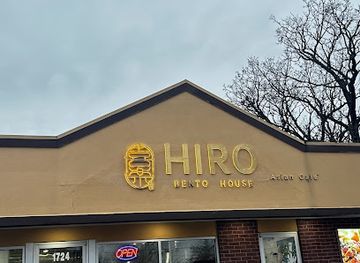 HIRO
BENTO HOUSE
Asian Cafe
1724
OPEN